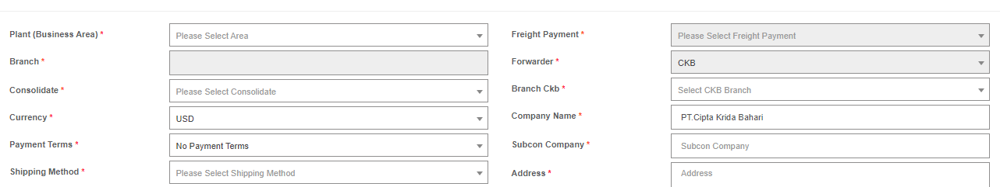 Plant (Business Area) * Please Select Area
Branch *
Consolidate * Please Select Consolidate
Currency * USD
Payment Terms * No Payment Terms
Shipping Method * Please Select Shipping Method
Freight Payment * Please Select Freight Payment
Forwarder * CKB
Branch Ckb * Select CKB Branch
Company Name * PT.Cipta Krida Bahari
Subcon Company * Subcon Company
Address * Address